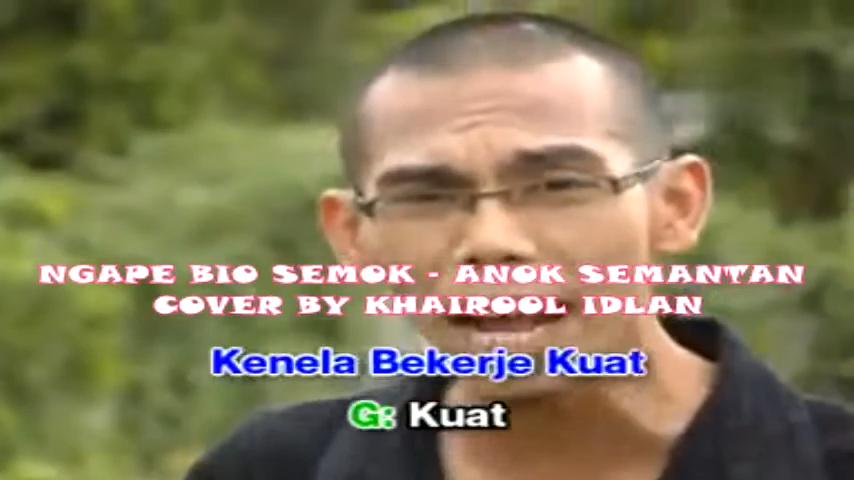 NGAPE BIO SEMOK - ANOK SEMANTAN
COVER BY KHAIROOL IDLAN
Kenela Bekerje Kuat
G: Kuat